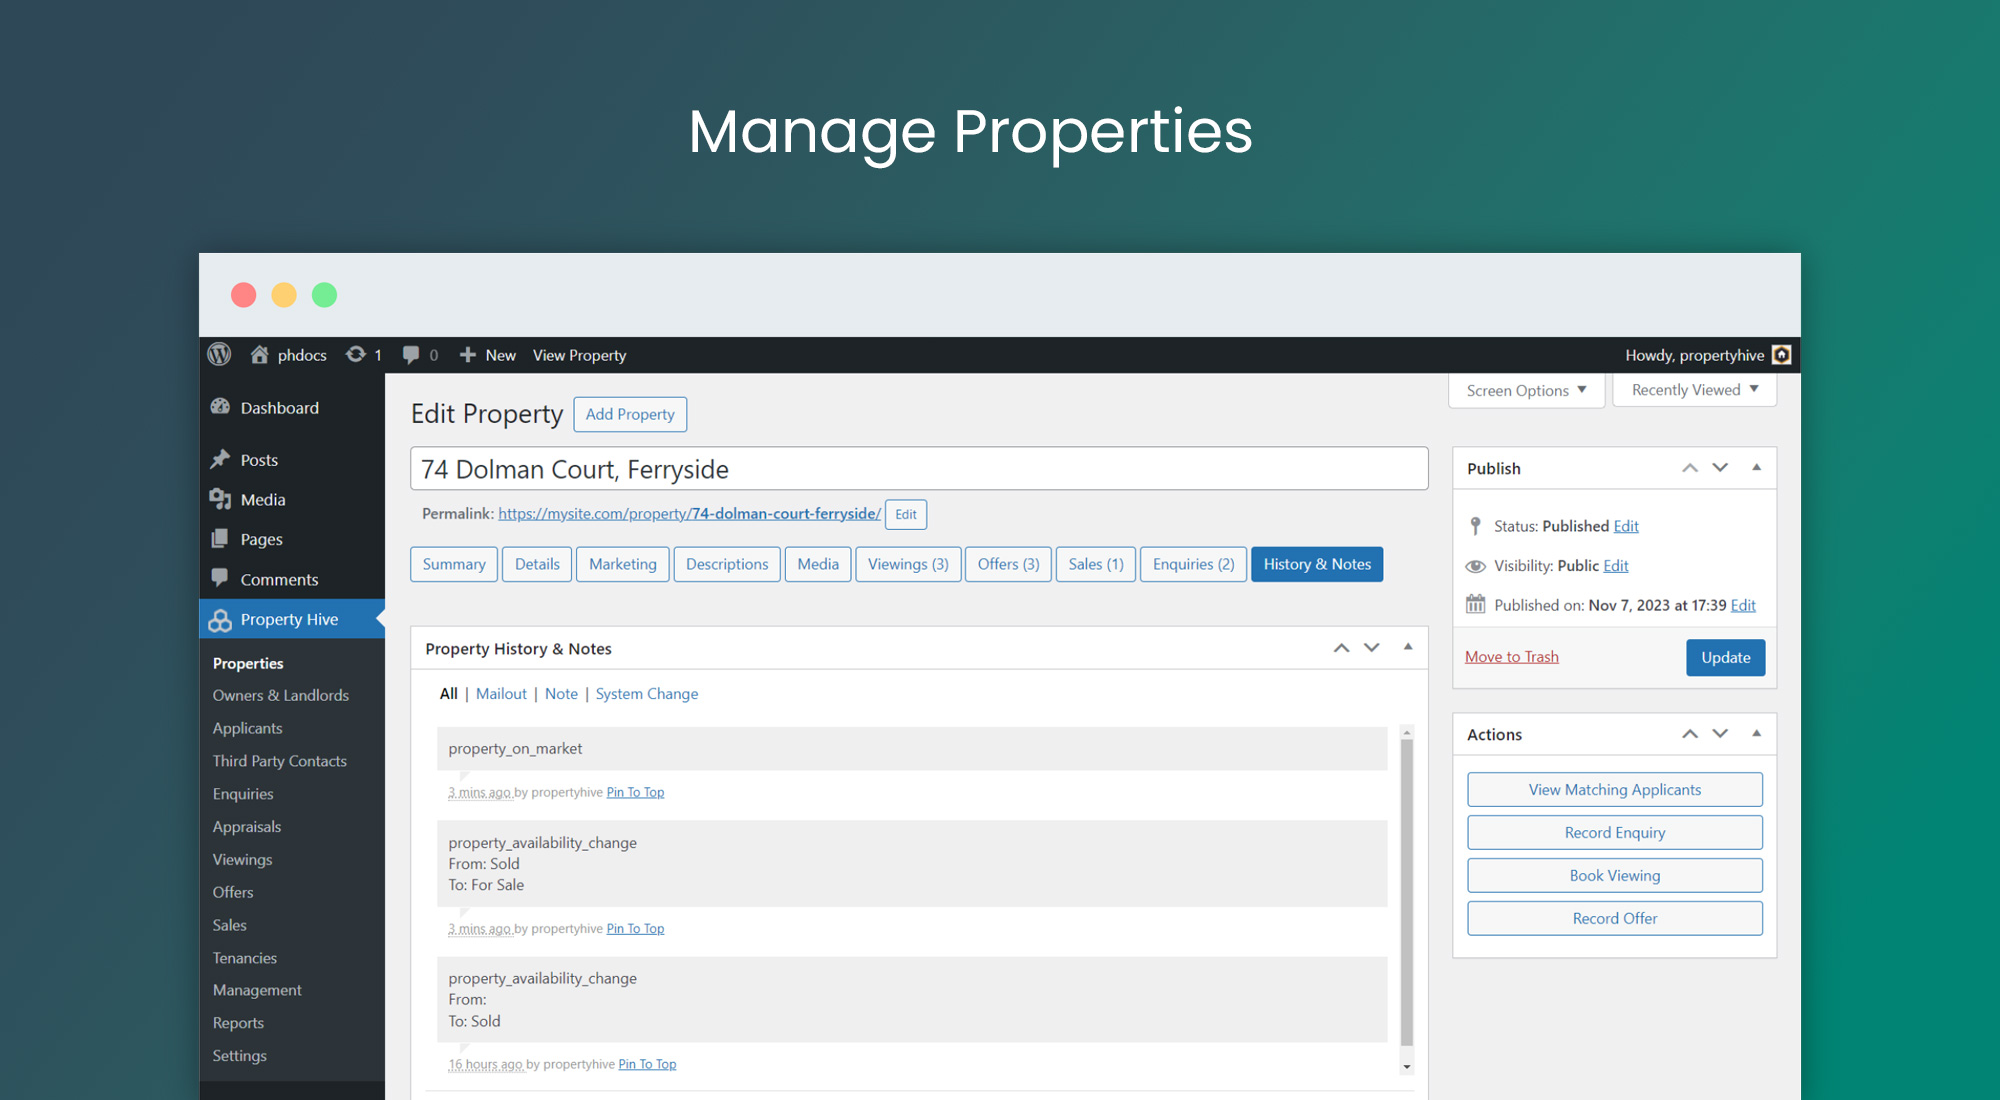 Manage Properties
phdocs 1 0 New View Property Howdy, propertyhive
Screen Options Recently Viewed
Dashboard
Posts
Media
Pages
Comments
Property Hive
Properties
Owners & Landlords
Applicants
Third Party Contacts
Enquiries
Appraisals
Viewings
Offers
Sales
Tenancies
Management
Reports
Settings
Edit Property Add Property
74 Dolman Court, Ferryside
Permalink: https://mysite.com/property/74-dolman-court-ferryside/ Edit
Summary Details Marketing Descriptions Media Viewings (3) Offers (3) Sales (1) Enquiries (2) History & Notes
Property History & Notes
All | Mailout | Note | System Change
property_on_market
3 mins ago by propertyhive Pin To Top
property_availability_change
From: Sold
To: For Sale
3 mins ago by propertyhive Pin To Top
property_availability_change
From:
To: Sold
16 hours ago by propertyhive Pin To Top
Publish
Status: Published Edit
Visibility: Public Edit
Published on: Nov 7, 2023 at 17:39 Edit
Move to Trash Update
Actions
View Matching Applicants
Record Enquiry
Book Viewing
Record Offer